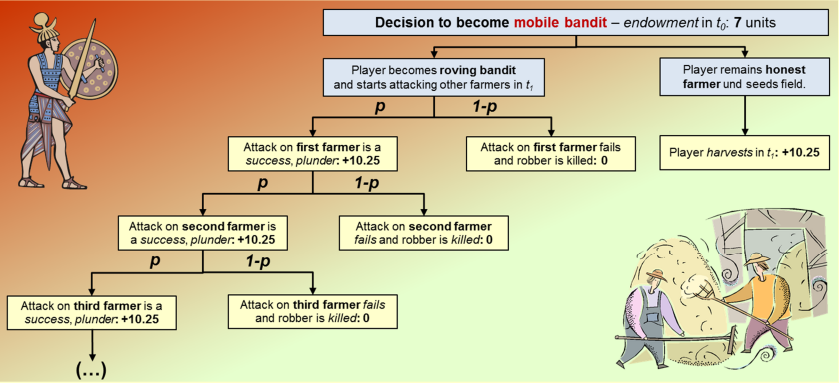 Decision to become mobile bandit – endowment in t0: 7 units
Player becomes roving bandit
and starts attacking other farmers in t1
Player remains honest
farmer und seeds field.
p
1-p
Attack on first farmer is a
success, plunder: +10.25
Attack on first farmer fails
and robber is killed: 0
Player harvests in t1: +10.25
p
1-p
Attack on second farmer is
a success, plunder: +10.25
Attack on second farmer
fails and robber is killed: 0
p
1-p
Attack on third farmer is a
success, plunder: +10.25
Attack on third farmer fails
and robber is killed: 0
(...)